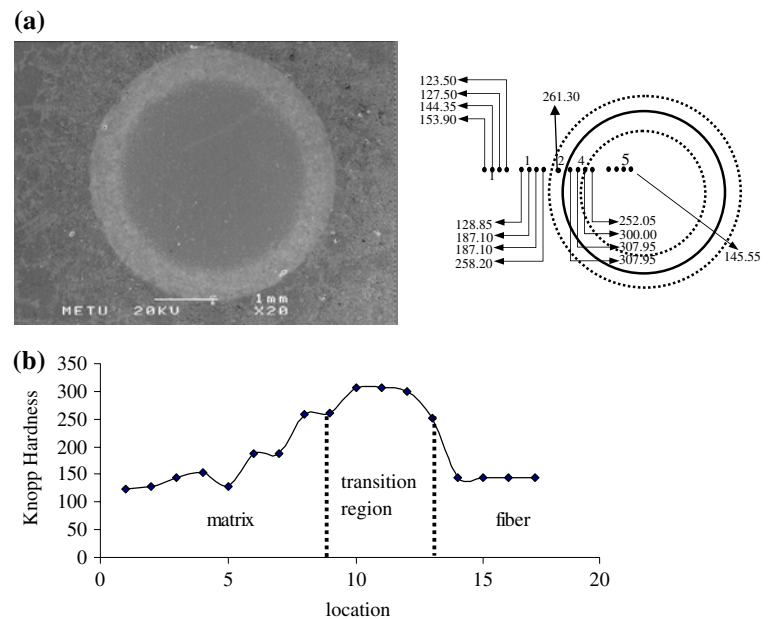 (a)
METU 20KV 1mm
X20
123.50
127.50
144.35
153.90
261.30
1 1 2 4 5
128.85
187.10
187.10
258.20
252.05
300.00
307.95
307.95
145.55
(b)
350
300
250
200
150
100
50
0
Knopp Hardness
matrix
transition
region
fiber
0 5 10 15 20
location